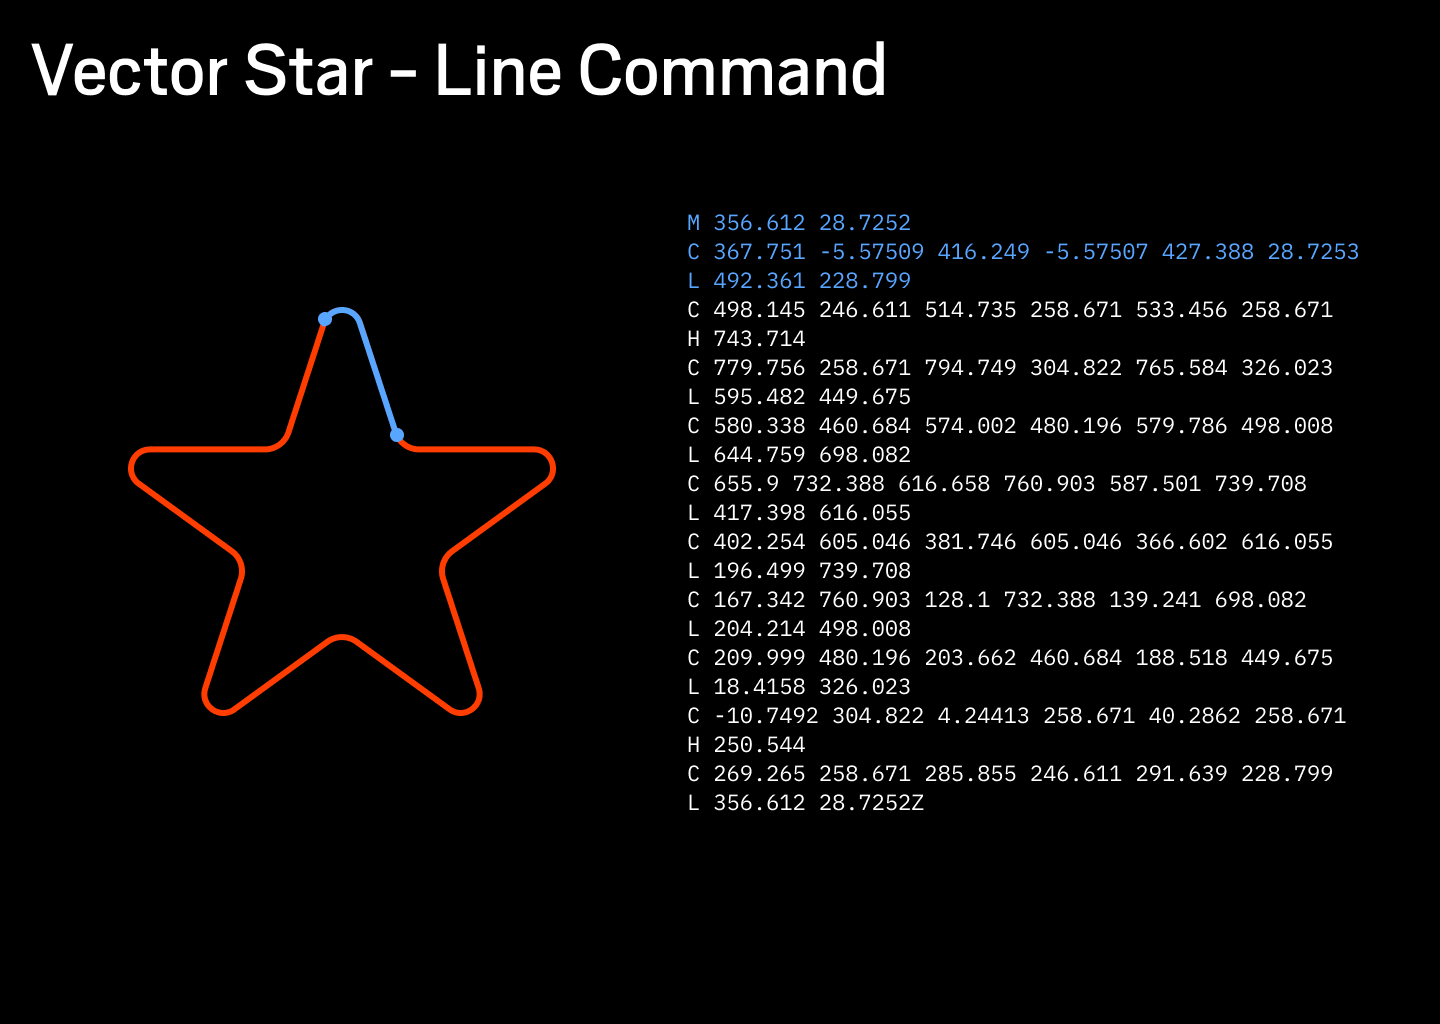 Vector Star – Line Command
M 356.612 28.7252
C 367.751 -5.57509 416.249 -5.57507 427.388 28.7253
L 492.361 228.799
C 498.145 246.611 514.735 258.671 533.456 258.671
H 743.714
C 779.756 258.671 794.749 304.822 765.584 326.023
L 595.482 449.675
C 580.338 460.684 574.002 480.196 579.786 498.008
L 644.759 698.082
C 655.9 732.388 616.658 760.903 587.501 739.708
L 417.398 616.055
C 402.254 605.046 381.746 605.046 366.602 616.055
L 196.499 739.708
C 167.342 760.903 128.1 732.388 139.241 698.082
L 204.214 498.008
C 209.999 480.196 203.662 460.684 188.518 449.675
L 18.4158 326.023
C -10.7492 304.822 4.24413 258.671 40.2862 258.671
H 250.544
C 269.265 258.671 285.855 246.611 291.639 228.799
L 356.612 28.7252Z